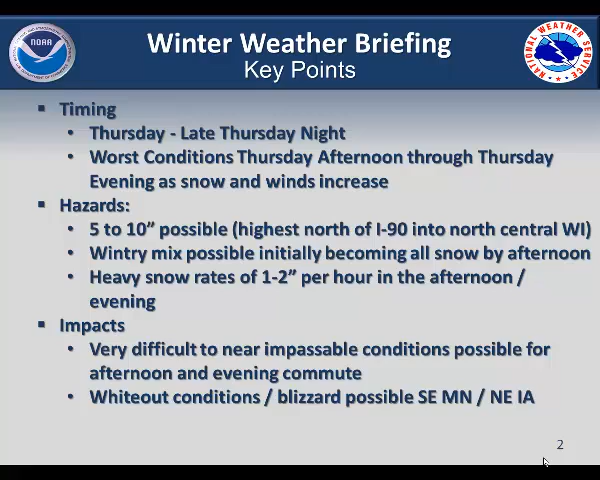 Winter Weather Briefing
Key Points
NOAA
NATIONAL WEATHER SERVICE
▪ Timing
• Thursday - Late Thursday Night
• Worst Conditions Thursday Afternoon through Thursday
Evening as snow and winds increase
▪ Hazards:
• 5 to 10” possible (highest north of I-90 into north central WI)
• Wintry mix possible initially becoming all snow by afternoon
• Heavy snow rates of 1-2” per hour in the afternoon /
evening
▪ Impacts
• Very difficult to near impassable conditions possible for
afternoon and evening commute
• Whiteout conditions / blizzard possible SE MN / NE IA
2